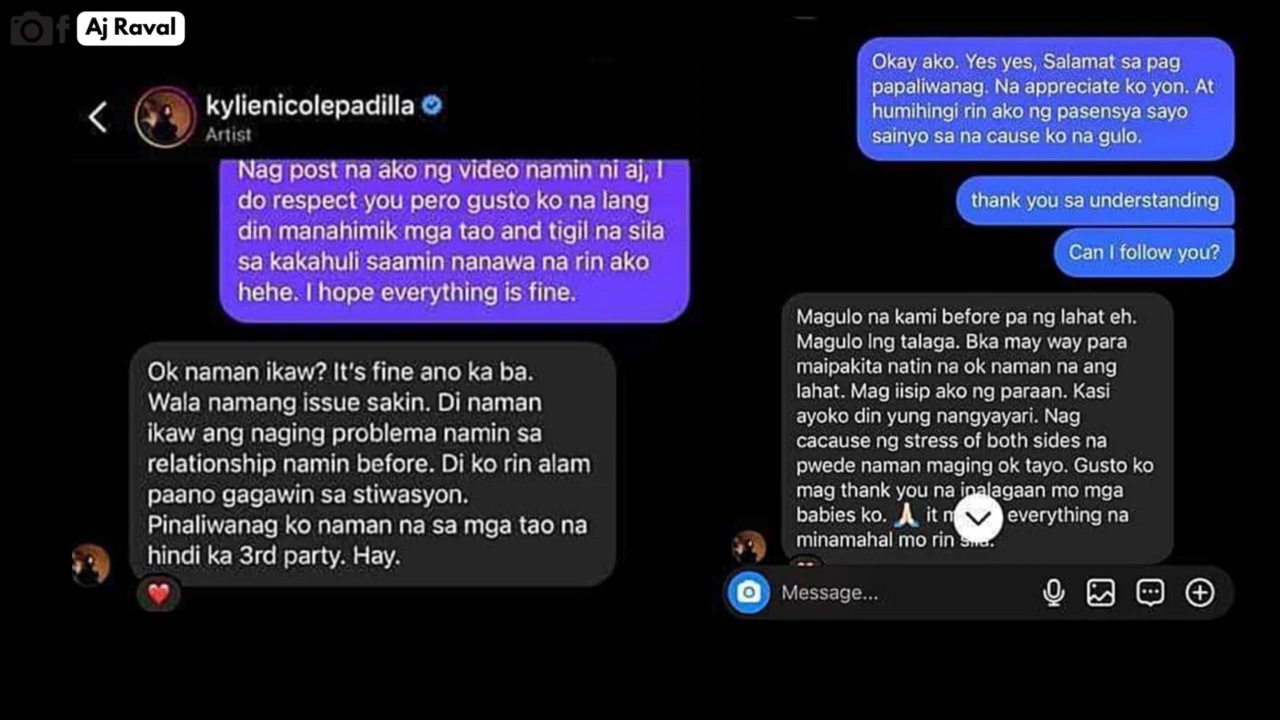 f
Aj Raval
kylienicolepadilla
Artist
Nag post na ako ng video namin ni aj, I
do respect you pero gusto ko na lang
din manahimik mga tao and tigil na sila
sa kakahuli saamin nanawa na rin ako
hehe. I hope everything is fine.
Ok naman ikaw? It's fine ano ka ba.
Wala namang issue sakin. Di naman
ikaw ang naging problema namin sa
relationship namin before. Di ko rin alam
paano gagawin sa stiwasyon.
Pinaliwanag ko naman na sa mga tao na
hindi ka 3rd party. Hay.
Okay ako. Yes yes, Salamat sa pag
papaliwanag. Na appreciate ko yon. At
humihingi rin ako ng pasensya sayo
sainyo sa na cause ko na gulo.
thank you sa understanding
Can I follow you?
Magulo na kami before pa ng lahat eh.
Magulo lng talaga. Bka may way para
maipakita natin na ok naman na ang
lahat. Mag iisip ako ng paraan. Kasi
ayoko din yung nangyayari. Nag
cacause ng stress of both sides na
pwede naman maging ok tayo. Gusto ko
mag thank you na inalagaan mo mga
babies ko. 🙏🏻 it everything na
minamahal mo rin sila.
Message...